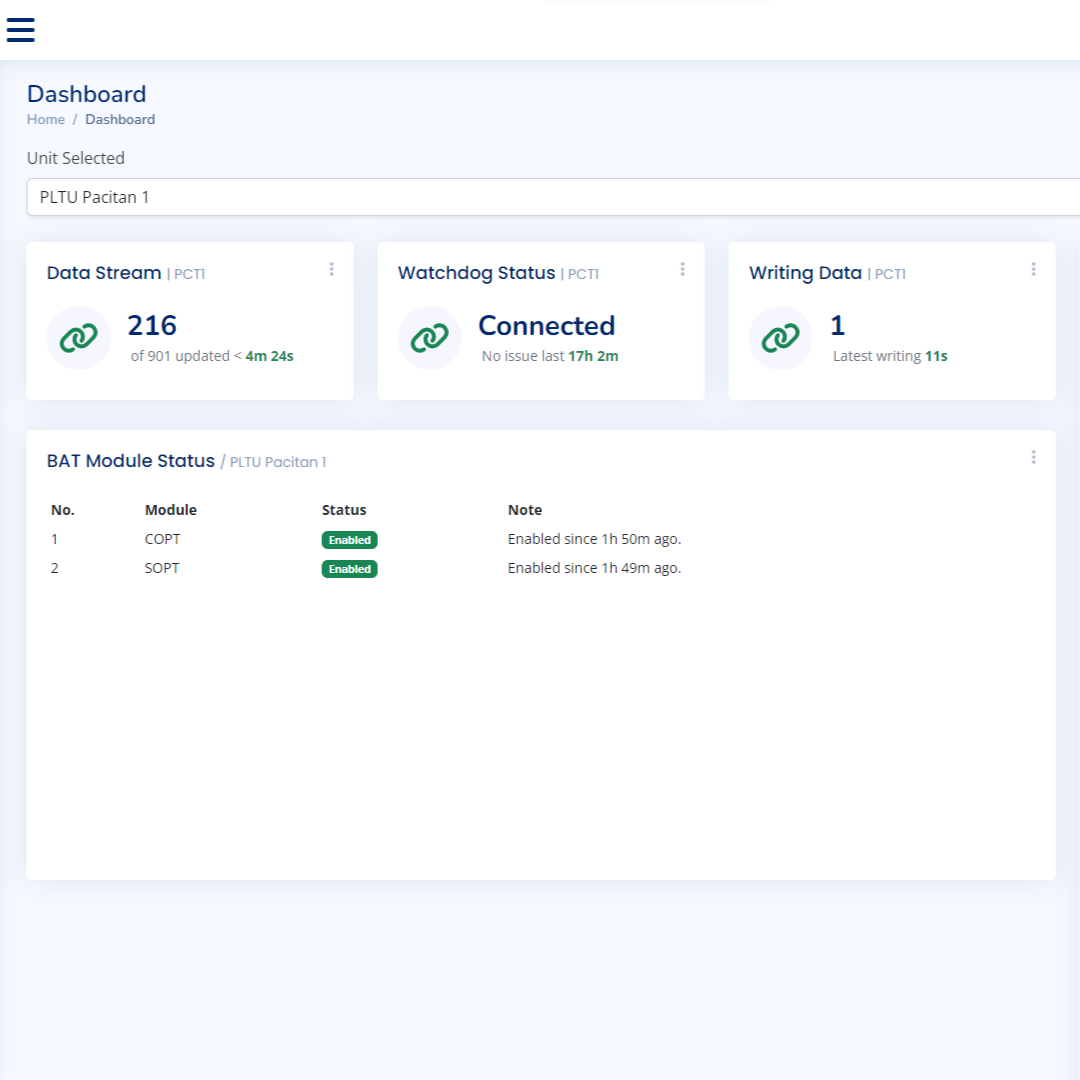 Dashboard
Home / Dashboard
Unit Selected
PLTU Pacitan 1
Data Stream | PCT1
216
of 901 updated < 4m 24s
Watchdog Status | PCT1
Connected
No issue last 17h 2m
Writing Data | PCT1
1
Latest writing 11s
BAT Module Status / PLTU Pacitan 1
No. Module Status Note
1 COPT Enabled Enabled since 1h 50m ago.
2 SOPT Enabled Enabled since 1h 49m ago.